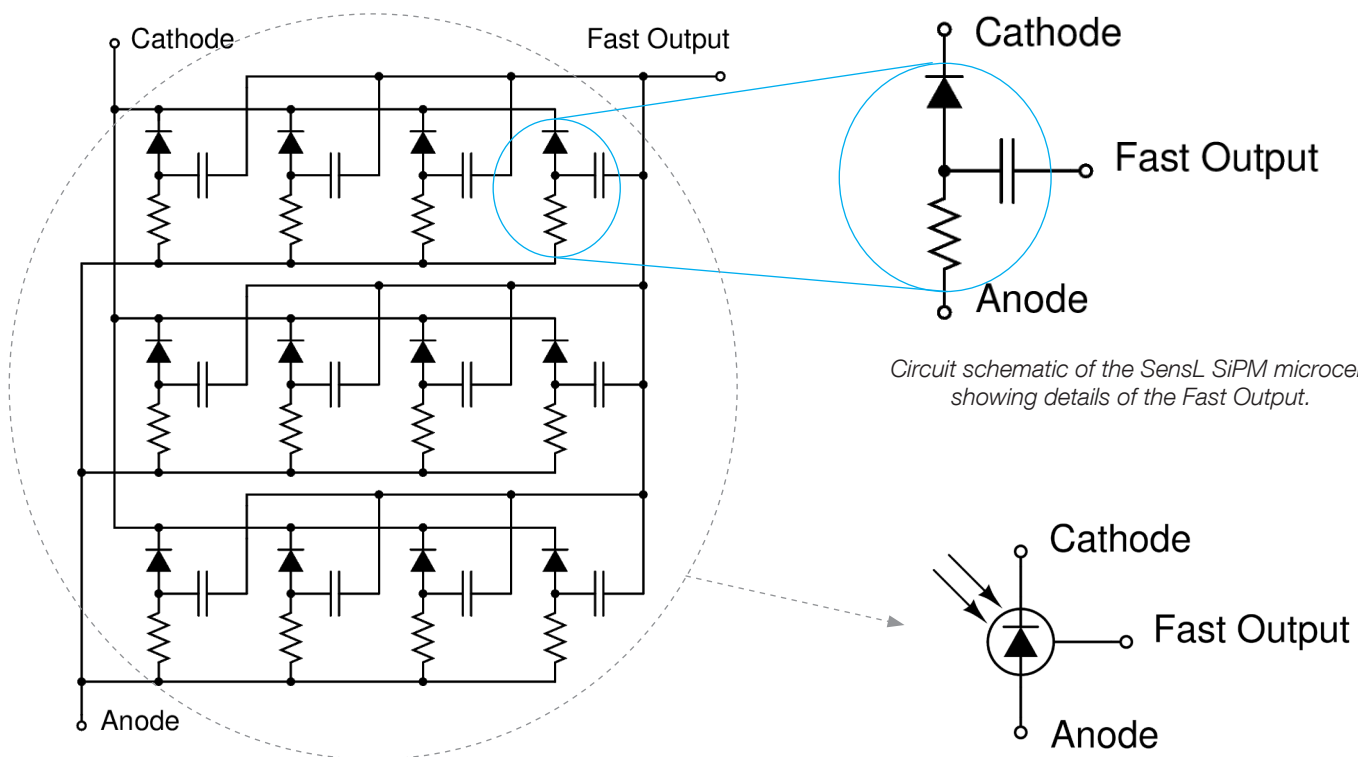 Cathode
Fast Output
Anode
Cathode
Fast Output
Anode
Circuit schematic of the SensL SiPM microcel
showing details of the Fast Output.
Cathode
Fast Output
Anode